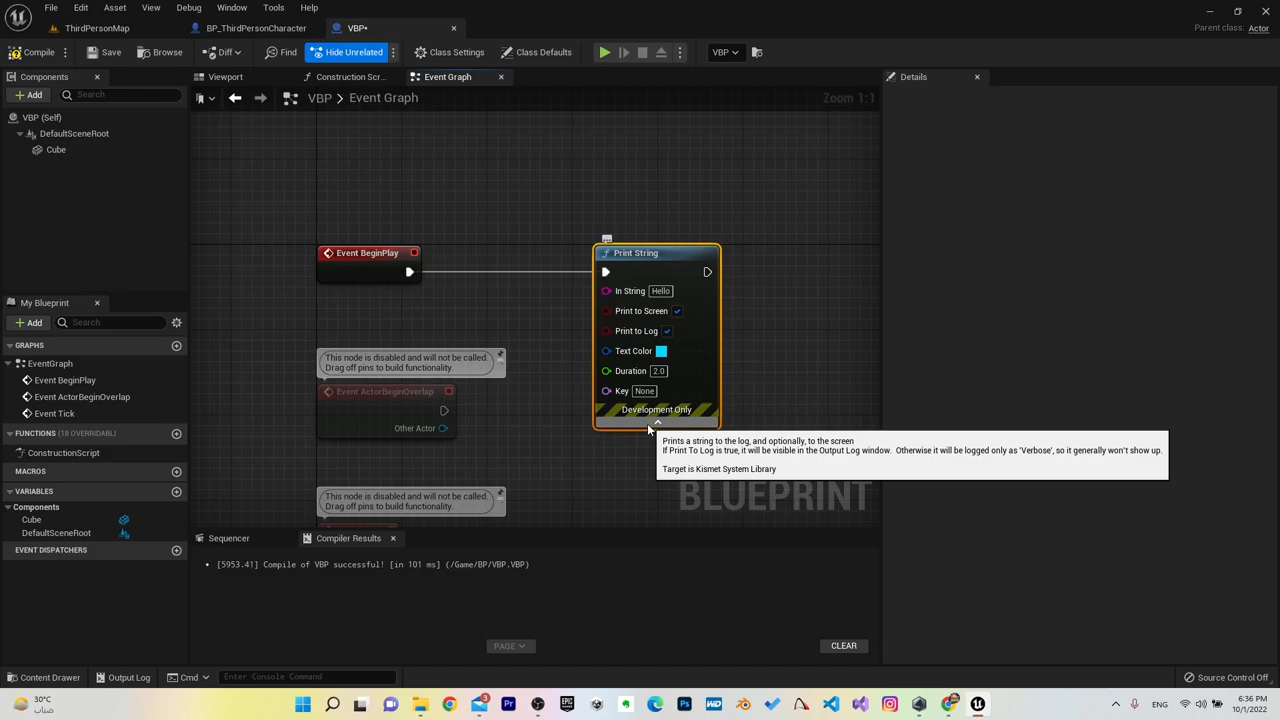 File
Edit
Asset
View
Debug
Window
Tools
Help
ThirdPersonMap
BP_ThirdPersonCharacter
VBP*
Parent class: Actor
Compile
Save
Browse
Diff
Find
Hide Unrelated
Class Settings
Class Defaults
VBP
Components
Viewport
Construction Scr...
Event Graph
Details
Add
Search
VBP > Event Graph
Zoom 1:1
VBP (Self)
DefaultSceneRoot
Cube
Event BeginPlay
Print String
In String Hello
Print to Screen
Print to Log
Text Color
Duration 2.0
Key None
Development Only
This node is disabled and will not be called.
Drag off pins to build functionality.
Event ActorBeginOverlap
Other Actor
Prints a string to the log, and optionally, to the screen
If Print To Log is true, it will be visible in the Output Log window. Otherwise it will be logged only as 'Verbose', so it generally won't show up.
Target is Kismet System Library
This node is disabled and will not be called.
Drag off pins to build functionality.
BLUEPRINT
My Blueprint
Add
Search
GRAPHS
EventGraph
Event BeginPlay
Event ActorBeginOverlap
Event Tick
FUNCTIONS (18 OVERRIDABLE)
ConstructionScript
MACROS
VARIABLES
Components
Cube
DefaultSceneRoot
EVENT DISPATCHERS
Sequencer
Compiler Results
[5953.41] Compile of VBP successful! [in 101 ms] (/Game/BP/VBP.VBP)
PAGE
CLEAR
Content Drawer
Output Log
Cmd
Enter Console Command
Source Control Off
30°C
ضباب
3
Pr
EPIC
Ps
WD
ENG
6:36 PM
10/1/2022